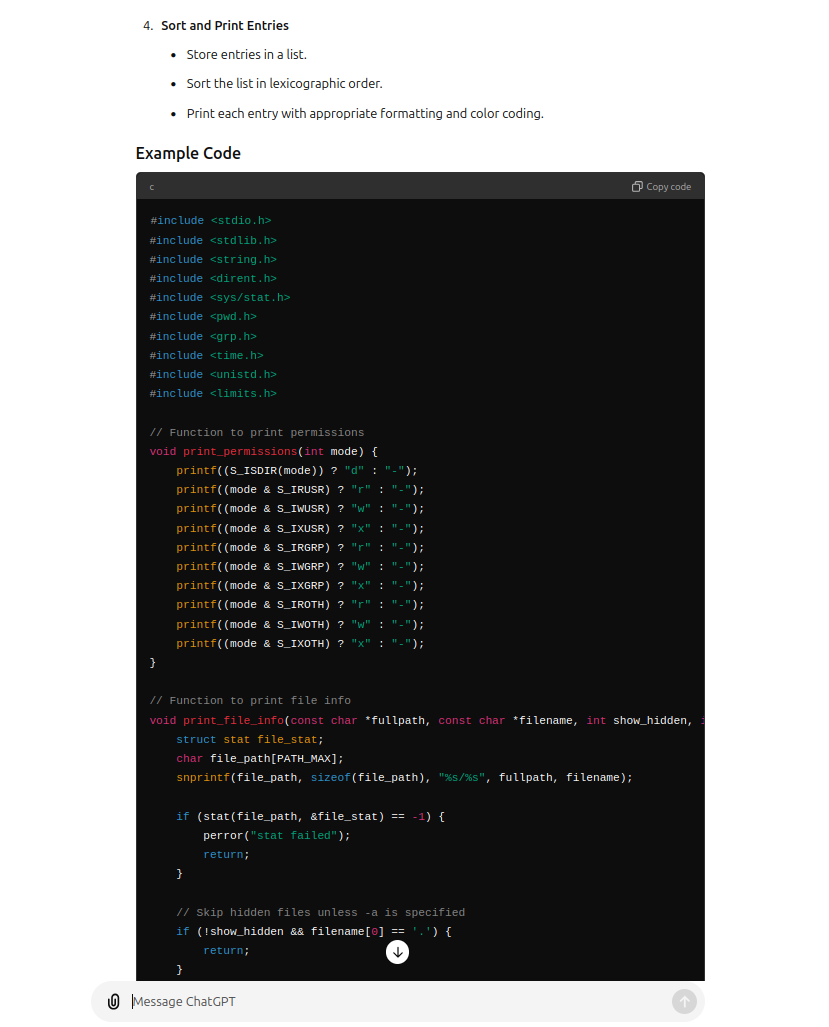 4. Sort and Print Entries
• Store entries in a list.
• Sort the list in lexicographic order.
• Print each entry with appropriate formatting and color coding.
Example Code
c Copy code
#include <stdio.h>
#include <stdlib.h>
#include <string.h>
#include <dirent.h>
#include <sys/stat.h>
#include <pwd.h>
#include <grp.h>
#include <time.h>
#include <unistd.h>
#include <limits.h>
// Function to print permissions
void print_permissions(int mode) {
    printf((S_ISDIR(mode)) ? "d" : "-");
    printf((mode & S_IRUSR) ? "r" : "-");
    printf((mode & S_IWUSR) ? "w" : "-");
    printf((mode & S_IXUSR) ? "x" : "-");
    printf((mode & S_IRGRP) ? "r" : "-");
    printf((mode & S_IWGRP) ? "w" : "-");
    printf((mode & S_IXGRP) ? "x" : "-");
    printf((mode & S_IROTH) ? "r" : "-");
    printf((mode & S_IWOTH) ? "w" : "-");
    printf((mode & S_IXOTH) ? "x" : "-");
}
// Function to print file info
void print_file_info(const char *fullpath, const char *filename, int show_hidden,
    struct stat file_stat;
    char file_path[PATH_MAX];
    snprintf(file_path, sizeof(file_path), "%s/%s", fullpath, filename);
    if (stat(file_path, &file_stat) == -1) {
        perror("stat failed");
        return;
    }
    // Skip hidden files unless -a is specified
    if (!show_hidden && filename[0] == '.') {
        return;
    }
Message ChatGPT